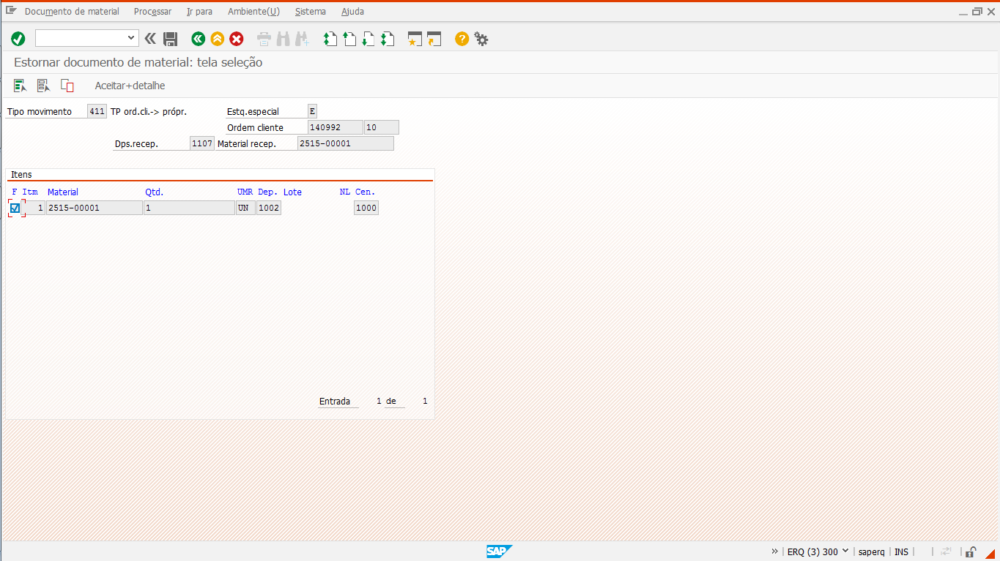 Documento de material Processar Ir para Ambiente(U) Sistema Ajuda
Estornar documento de material: tela seleção
Aceitar+detalhe
Tipo movimento 411 TP ord.cli.-> própr. Estq.especial E
Ordem cliente 140992 10
Dps.recep. 1107 Material recep. 2515-00001
Itens
F Itm Material Qtd. UMR Dep. Lote NL Cen.
1 2515-00001 1 UN 1002 1000
Entrada 1 de 1
SAP ERQ (3) 300 saperq INS